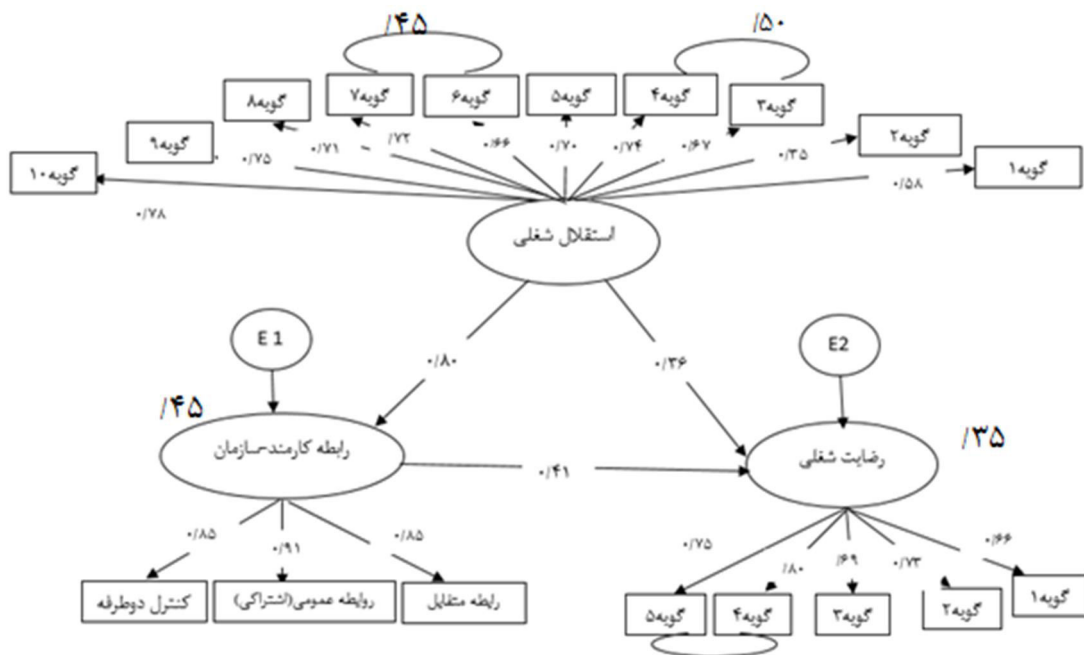 /۴۵
/۵۰
گویه۸
گویه۷
گویه۶
گویه۵
گویه۴
گویه۳
گویه۲
گویه۱
گویه۹
گویه۱۰
۰/۷۸
۰/۷۵
۰/۷۱
/۷۲
۰/۶۶
۰/۷۰
۰/۷۴
۰/۶۷
۰/۳۵
۰/۵۸
استقلال شغلی
E 1
E2
۰/۸۰
۰/۳۶
/۴۵
رابطه کارمند-سازمان
۰/۴۱
رضایت شغلی
/۳۵
۰/۸۵
۰/۹۱
۰/۸۵
۰/۷۵
/۸۰
/۶۹
۰/۷۳
۰/۶۶
کنترل دوطرفه
روایطه عمومی(اشتراکی)
رابطه متفایل
گویه۵
گویه۴
گویه۳
گویه۲
گویه۱